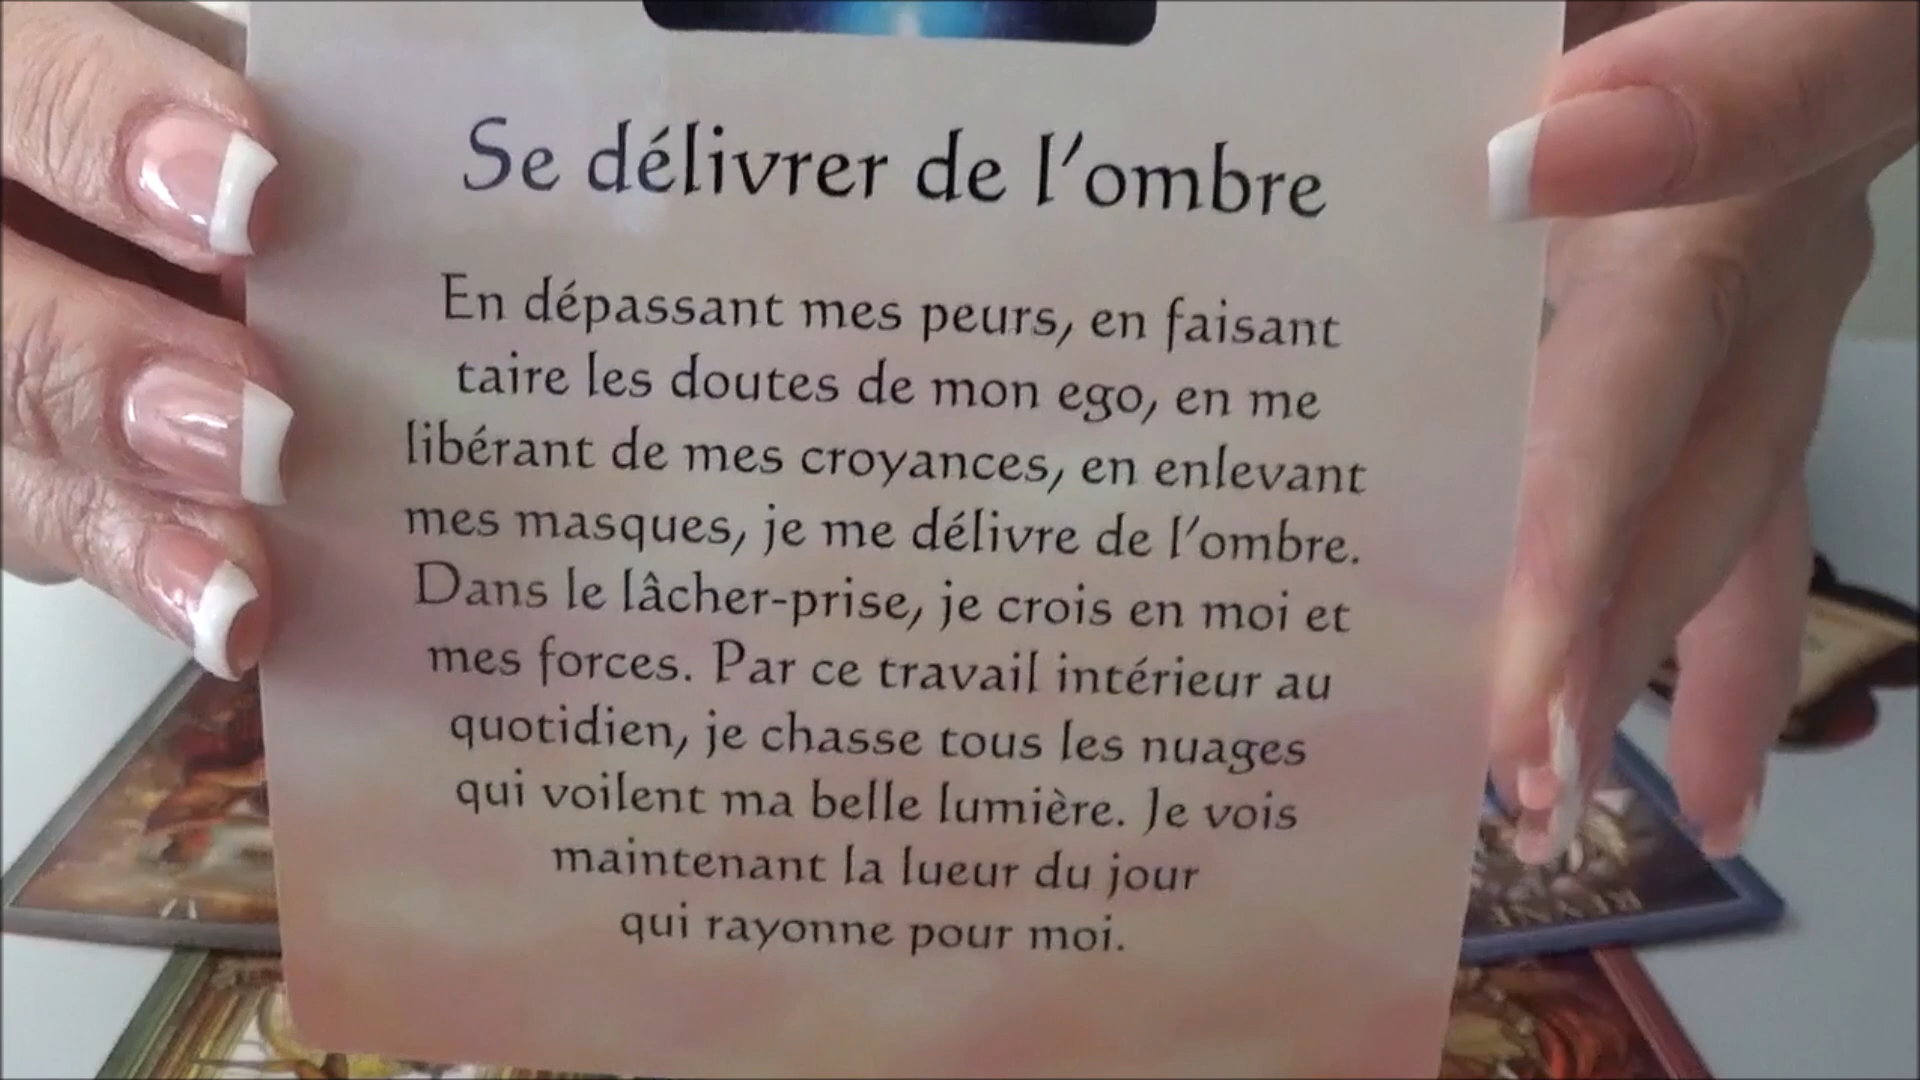 Se délivrer de l'ombre
En dépassant mes peurs, en faisant
taire les doutes de mon ego, en me
libérant de mes croyances, en enlevant
mes masques, je me délivre de l'ombre.
Dans le lâcher-prise, je crois en moi et
mes forces. Par ce travail intérieur au
quotidien, je chasse tous les nuages
qui voilent ma belle lumière. Je vois
maintenant la lueur du jour
qui rayonne pour moi.